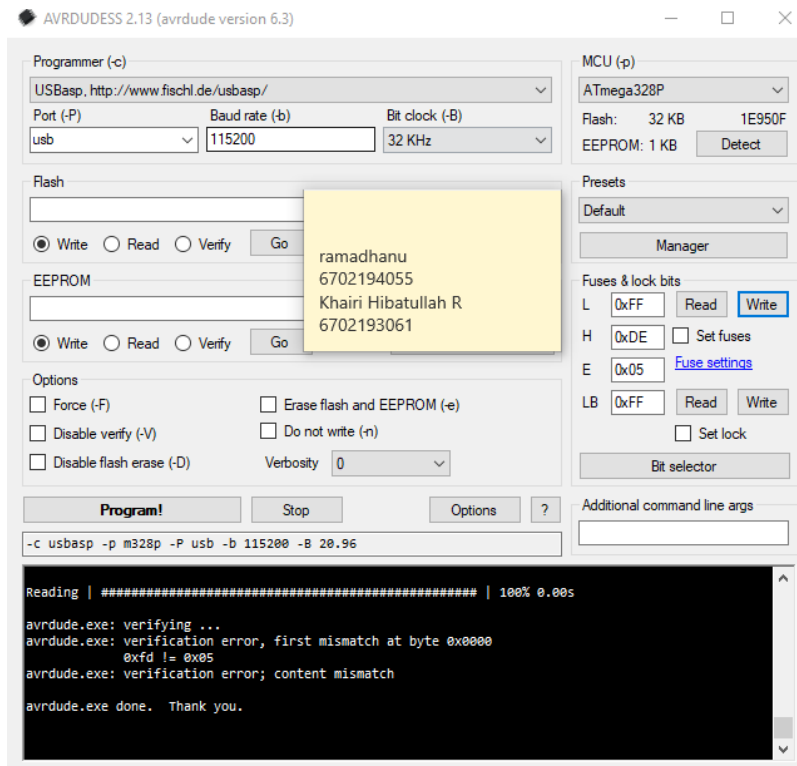 AVRDUDESS 2.13 (avrdude version 6.3)
Programmer (-c)
USBasp, http://www.fischl.de/usbasp/
Port (-P) Baud rate (-b) Bit clock (-B)
usb 115200 32 KHz
MCU (-p)
ATmega328P
Flash: 32 KB 1E950F
EEPROM: 1 KB Detect
Flash
Write Read Verify Go
Presets
Default
Manager
ramadhanu
6702194055
Khairi Hibatullah R
6702193061
EEPROM
Write Read Verify Go
Fuses & lock bits
L 0xFF Read Write
H 0xDE Set fuses
E 0x05 Fuse settings
LB 0xFF Read Write
Set lock
Bit selector
Options
Force (-F) Erase flash and EEPROM (-e)
Disable verify (-V) Do not write (-n)
Disable flash erase (-D) Verbosity 0
Program! Stop Options ?
Additional command line args
-c usbasp -p m328p -P usb -b 115200 -B 20.96
Reading | ################################################## | 100% 0.00s
avrdude.exe: verifying ...
avrdude.exe: verification error, first mismatch at byte 0x0000
0xfd != 0x05
avrdude.exe: verification error; content mismatch
avrdude.exe done. Thank you.